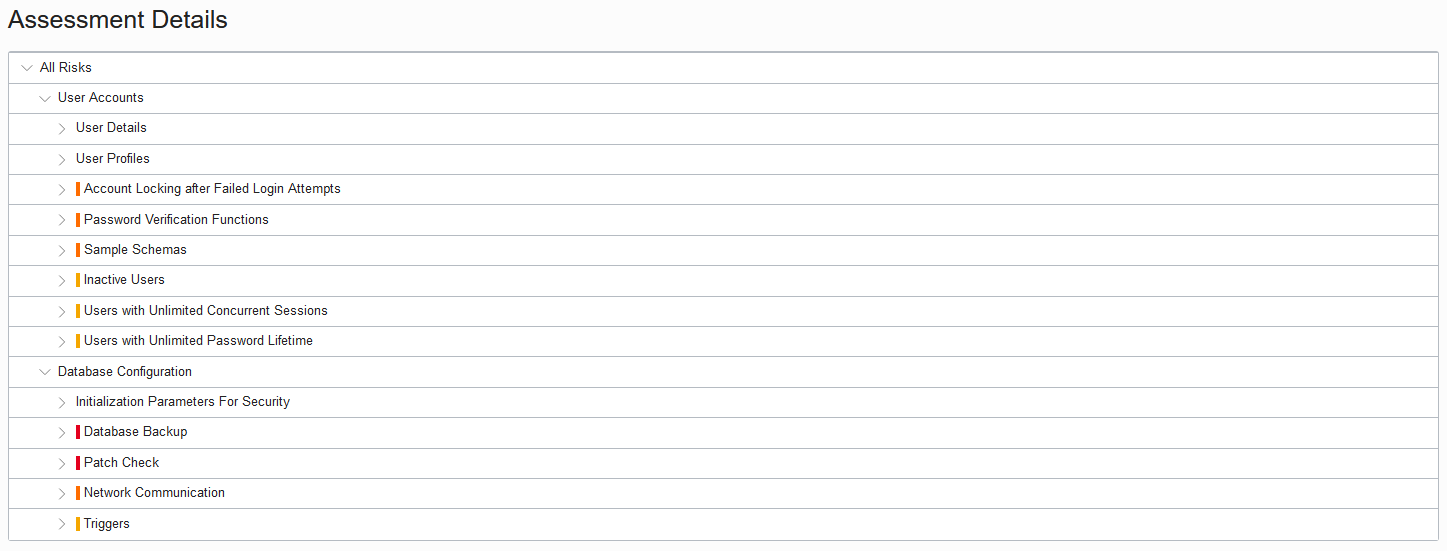 Assessment Details
All Risks
User Accounts
User Details
User Profiles
Account Locking after Failed Login Attempts
Password Verification Functions
Sample Schemas
Inactive Users
Users with Unlimited Concurrent Sessions
Users with Unlimited Password Lifetime
Database Configuration
Initialization Parameters For Security
Database Backup
Patch Check
Network Communication
Triggers